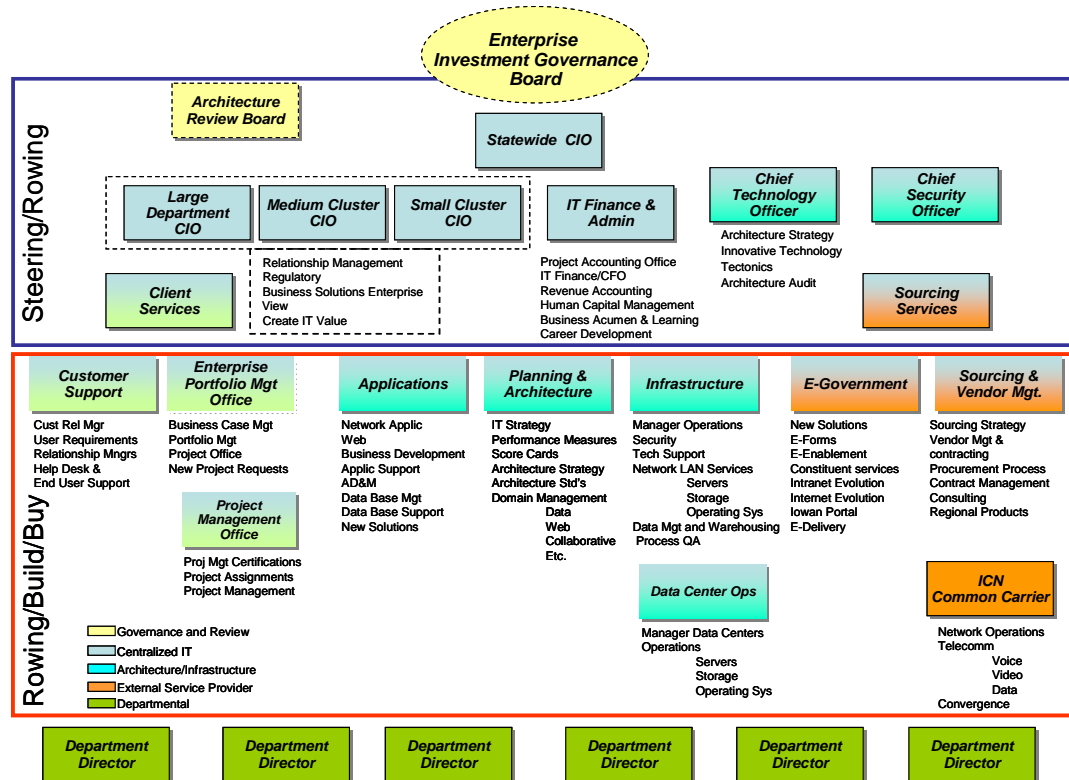 Enterprise
Investment Governance
Board
Steering/Rowing
Architecture
Review Board
Statewide CIO
Large
Department
CIO
Medium Cluster
CIO
Small Cluster
CIO
IT Finance &
Admin
Chief
Technology
Officer
Chief
Security
Officer
Relationship Management
Regulatory
Business Solutions Enterprise
View
Create IT Value
Project Accounting Office
IT Finance/CFO
Revenue Accounting
Human Capital Management
Business Acumen & Learning
Career Development
Architecture Strategy
Innovative Technology
Tectonics
Architecture Audit
Client
Services
Sourcing
Services
Rowing/Build/Buy
Customer
Support
Cust Rel Mgr
User Requirements
Relationship Mngrs
Help Desk &
End User Support
Enterprise
Portfolio Mgt
Office
Business Case Mgt
Portfolio Mgt
Project Office
New Project Requests
Project
Management
Office
Proj Mgt Certifications
Project Assignments
Project Management
Applications
Network Applic
Web
Business Development
Applic Support
AD&M
Data Base Mgt
Data Base Support
New Solutions
Planning &
Architecture
IT Strategy
Performance Measures
Score Cards
Architecture Strategy
Architecture Std's
Domain Management
Data
Web
Collaborative
Etc.
Infrastructure
Manager Operations
Security
Tech Support
Network LAN Services
Servers
Storage
Operating Sys
Data Mgt and Warehousing
Process QA
Data Center Ops
Manager Data Centers
Operations
Servers
Storage
Operating Sys
E-Government
New Solutions
E-Forms
E-Enablement
Constituent services
Intranet Evolution
Internet Evolution
Iowan Portal
E-Delivery
Sourcing &
Vendor Mgt.
Sourcing Strategy
Vendor Mgt &
contracting
Procurement Process
Contract Management
Consulting
Regional Products
ICN
Common Carrier
Network Operations
Telecomm
Voice
Video
Data
Convergence
Governance and Review
Centralized IT
Architecture/Infrastructure
External Service Provider
Departmental
Department
Director
Department
Director
Department
Director
Department
Director
Department
Director
Department
Director